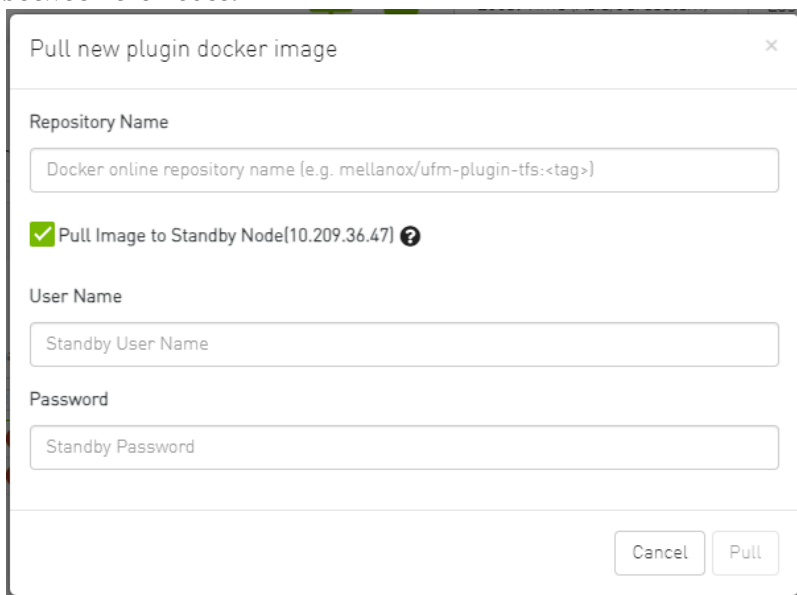 Pull new plugin docker image
×
Repository Name
Docker online repository name (e.g. mellanox/ufm-plugin-tfs:<tag>)
Pull Image to Standby Node(10.209.36.47) ?
User Name
Standby User Name
Password
Standby Password
Cancel Pull